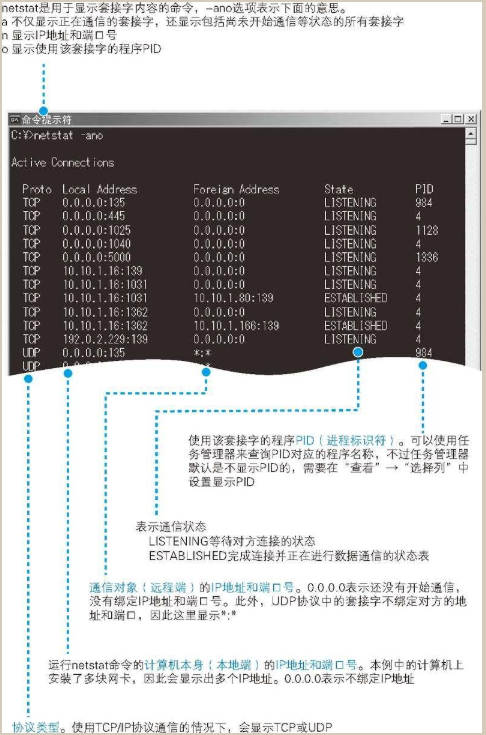 netstat是用于显示套接字内容的命令，-ano选项表示下面的意思。
a 不仅显示正在通信的套接字，还显示包括尚未开始通信等状态的所有套接字
n 显示IP地址和端口号
o 显示使用该套接字的程序PID
命令提示符
C:¥>netstat -ano
Active Connections
Proto Local Address Foreign Address State PID
TCP 0.0.0.0:135 0.0.0.0:0 LISTENING 984
TCP 0.0.0.0:445 0.0.0.0:0 LISTENING 4
TCP 0.0.0.0:1025 0.0.0.0:0 LISTENING 1128
TCP 0.0.0.0:1040 0.0.0.0:0 LISTENING 4
TCP 0.0.0.0:5000 0.0.0.0:0 LISTENING 1336
TCP 10.10.1.16:139 0.0.0.0:0 LISTENING 4
TCP 10.10.1.16:1031 0.0.0.0:0 LISTENING 4
TCP 10.10.1.16:1031 10.10.1.80:139 ESTABLISHED 4
TCP 10.10.1.16:1362 0.0.0.0:0 LISTENING 4
TCP 10.10.1.16:1362 10.10.1.166:139 ESTABLISHED 4
TCP 192.0.2.229:139 0.0.0.0:0 LISTENING 4
UDP 0.0.0.0:135 *:* 984
UDP
使用该套接字的程序PID（进程标识符）。可以使用任
务管理器来查询PID对应的程序名称，不过任务管理器
默认是不显示PID的，需要在“查看”→“选择列”中
设置显示PID
表示通信状态
LISTENING等待对方连接的状态
ESTABLISHED完成连接并正在进行数据通信的状态表
通信对象（远程端）的IP地址和端口号。0.0.0.0表示还没有开始通信，
没有绑定IP地址和端口号。此外，UDP协议中的套接字不绑定对方的地
址和端口，因此这里显示*:*
运行netstat命令的计算机本身（本地端）的IP地址和端口号。本例中的计算机上
安装了多块网卡，因此会显示出多个IP地址。0.0.0.0表示不绑定IP地址
协议类型。使用TCP/IP协议通信的情况下，会显示TCP或UDP